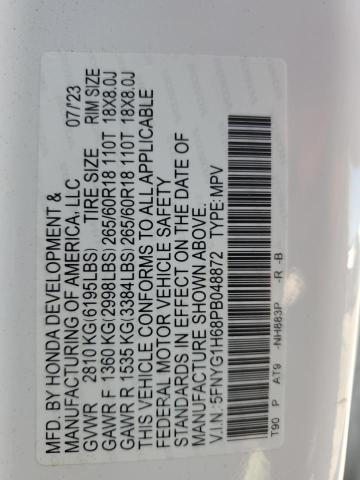 MFD. BY HONDA DEVELOPMENT &
MANUFACTURING OF AMERICA, LLC 07/'23
GVWR 2810 KG(6195LBS) TIRE SIZE RIM SIZE
GAWR F 1360 KG(2998LBS) 265/60R18 110T 18X8.0J
GAWR R 1535 KG(3384LBS) 265/60R18 110T 18X8.0J
THIS VEHICLE CONFORMS TO ALL APPLICABLE
FEDERAL MOTOR VEHICLE SAFETY
STANDARDS IN EFFECT ON THE DATE OF
MANUFACTURE SHOWN ABOVE.
V.I.N.: 5FNYG1H68PB048872 TYPE: MPV
T90 P AT9 -NH883P -R -B